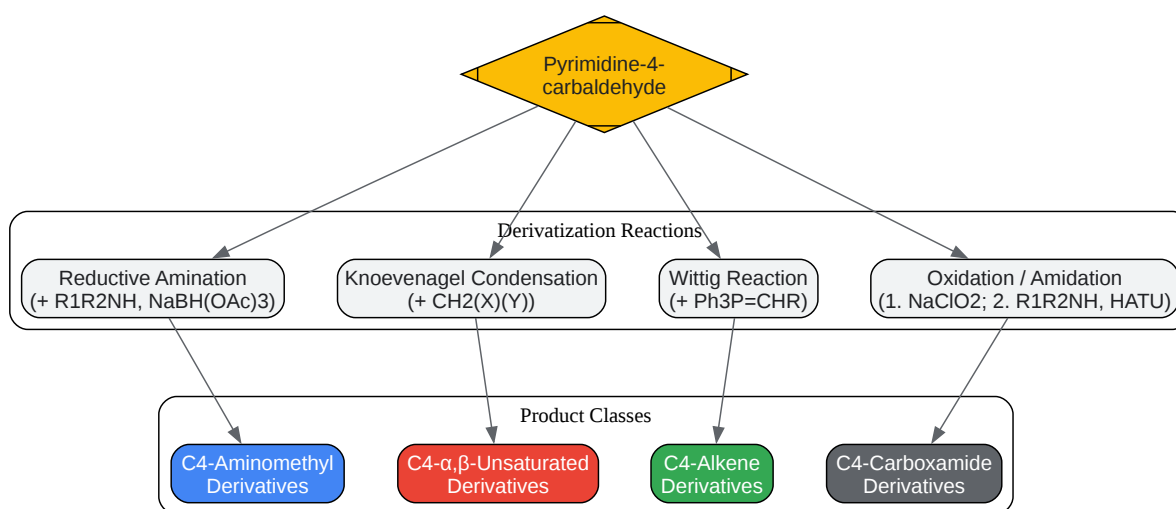 Pyrimidine-4-
carbaldehyde
Derivatization Reactions
Reductive Amination
(+ R1R2NH, NaBH(OAc)3)
Knoevenagel Condensation
(+ CH2(X)(Y))
Wittig Reaction
(+ Ph3P=CHR)
Oxidation / Amidation
(1. NaClO2; 2. R1R2NH, HATU)
Product Classes
C4-Aminomethyl
Derivatives
C4-α,β-Unsaturated
Derivatives
C4-Alkene
Derivatives
C4-Carboxamide
Derivatives